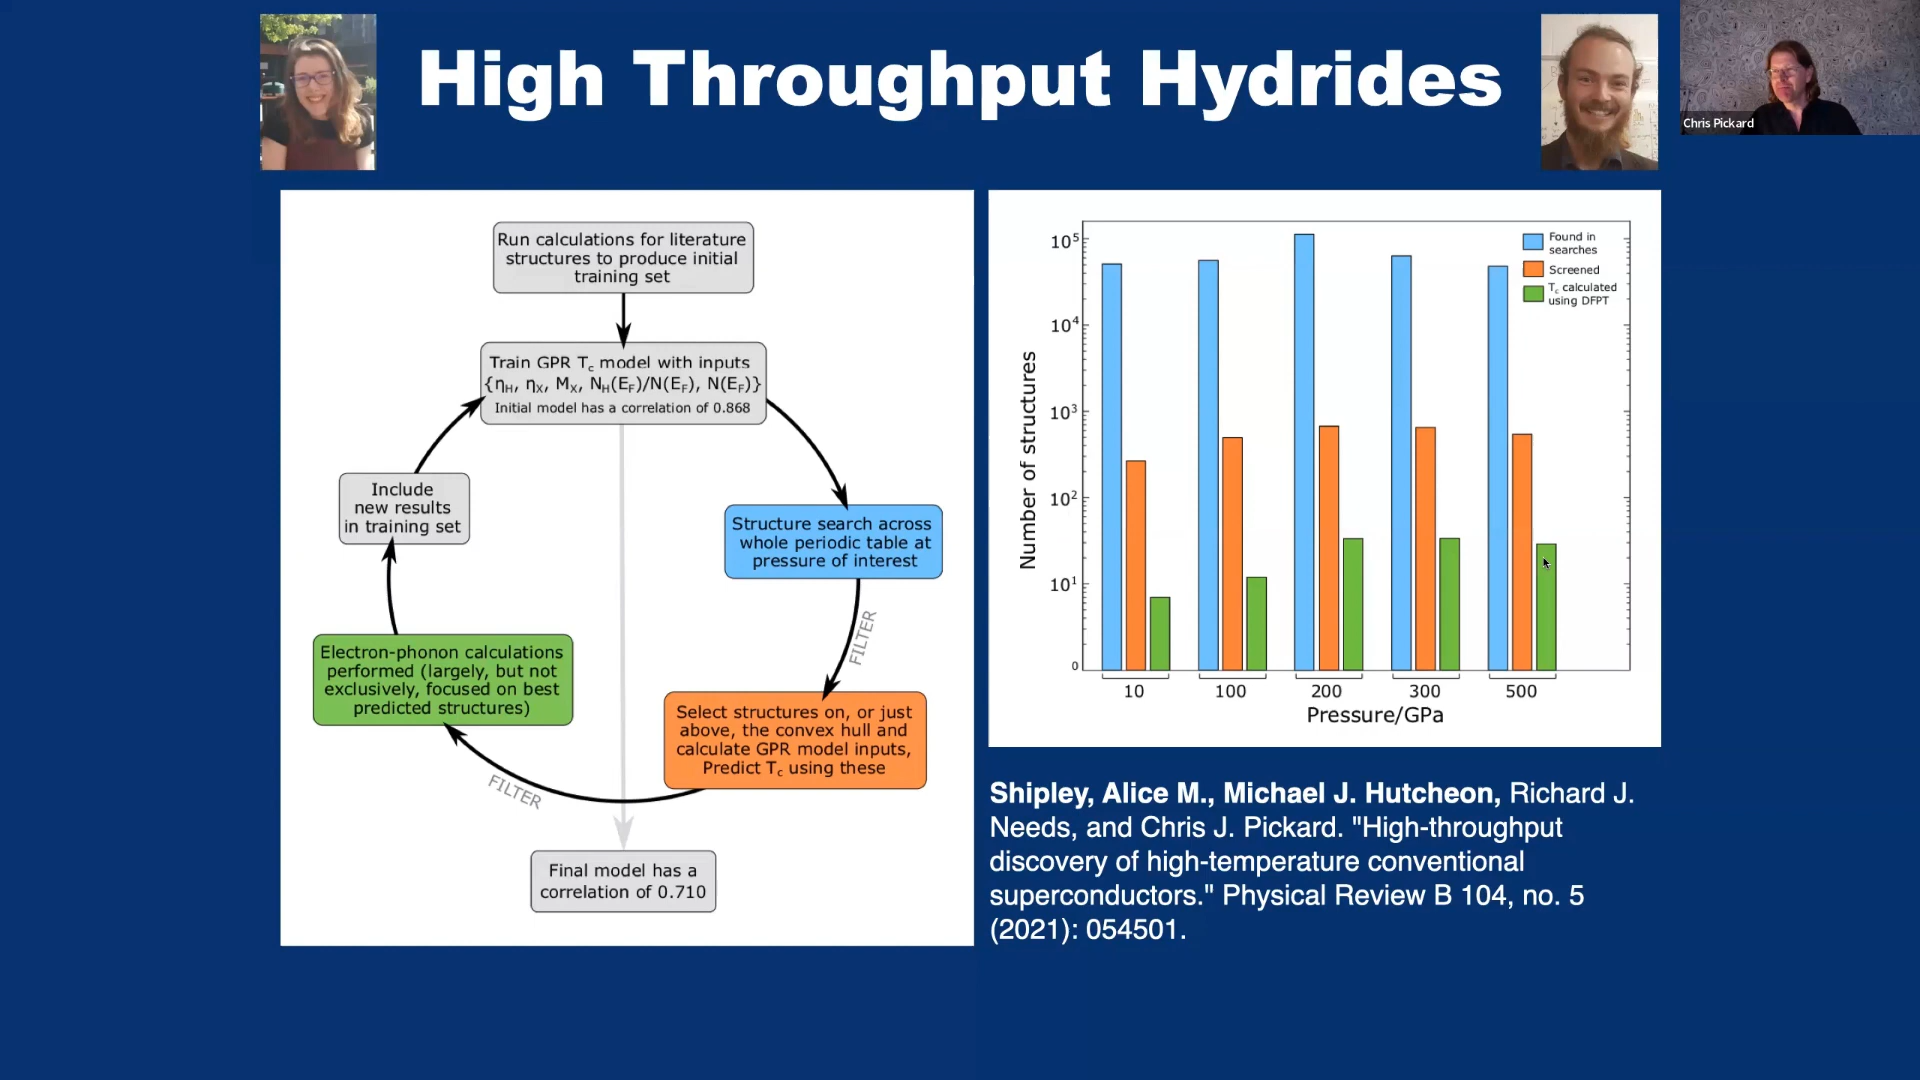 High Throughput Hydrides
Chris Pickard
Run calculations for literature
structures to produce initial
training set
Train GPR Tc model with inputs
{ηH, ηX, MX, NH(EF)/N(EF), N(EF)}
Initial model has a correlation of 0.868
Include
new results
in training set
Structure search across
whole periodic table at
pressure of interest
FILTER
Electron-phonon calculations
performed (largely, but not
exclusively, focused on best
predicted structures)
Select structures on, or just
above, the convex hull and
calculate GPR model inputs,
Predict Tc using these
FILTER
Final model has a
correlation of 0.710
Number of structures
10⁵
10⁴
10³
10²
10¹
0
Found in
searches
Screened
Tc calculated
using DFPT
10 100 200 300 500
Pressure/GPa
Shipley, Alice M., Michael J. Hutcheon, Richard J.
Needs, and Chris J. Pickard. "High-throughput
discovery of high-temperature conventional
superconductors." Physical Review B 104, no. 5
(2021): 054501.